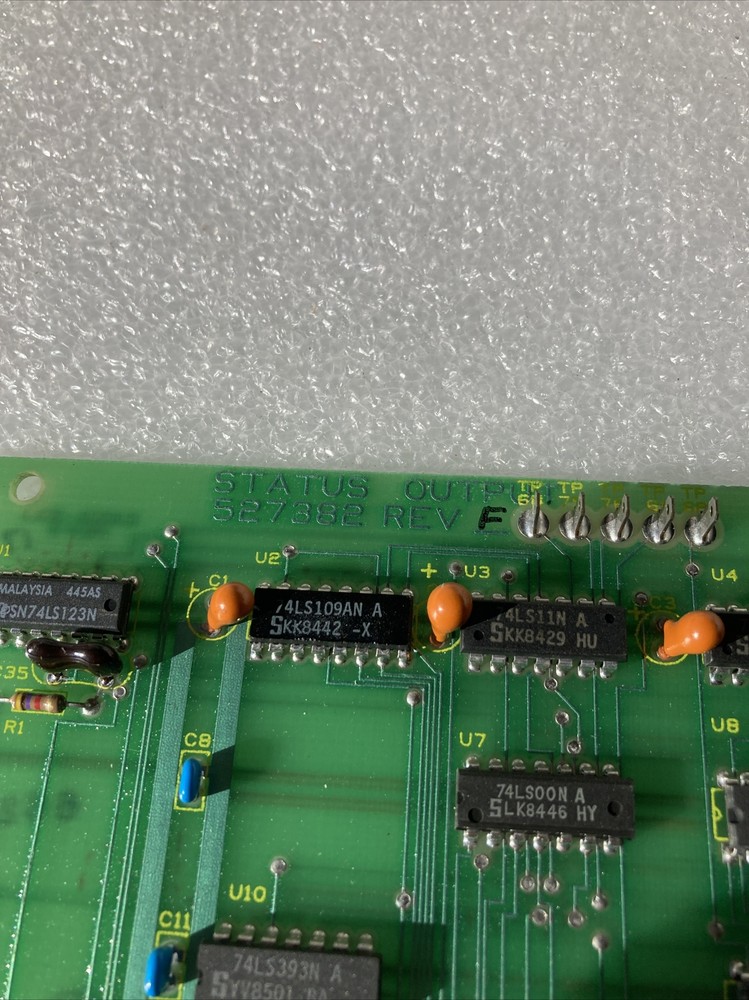 STATUS OUTPUT
527382 REV F
TP
TP
U1
MALAYSIA 445AS
SN74LS123N
C1
U2
74LS109AN A
SKK8442 -X
+ U3
74LS11N A
SKK8429 HU
C3
U4
C35
R1
C8
U7
74LS00N A
SLK8446 HY
U8
U10
C11
74LS393N A